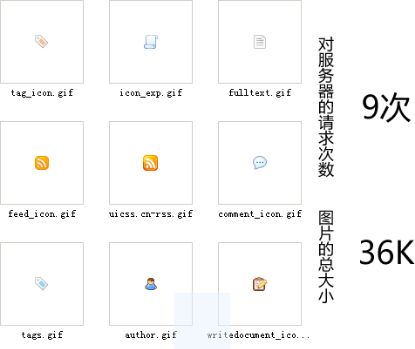 tag_icon.gif icon_exp.gif fulltext.gif
feed_icon.gif uicss.cn-rss.gif comment_icon.gif
tags.gif author.gif writedocument_ico...
对服务器的请求次数
9次
图片的总大小
36K